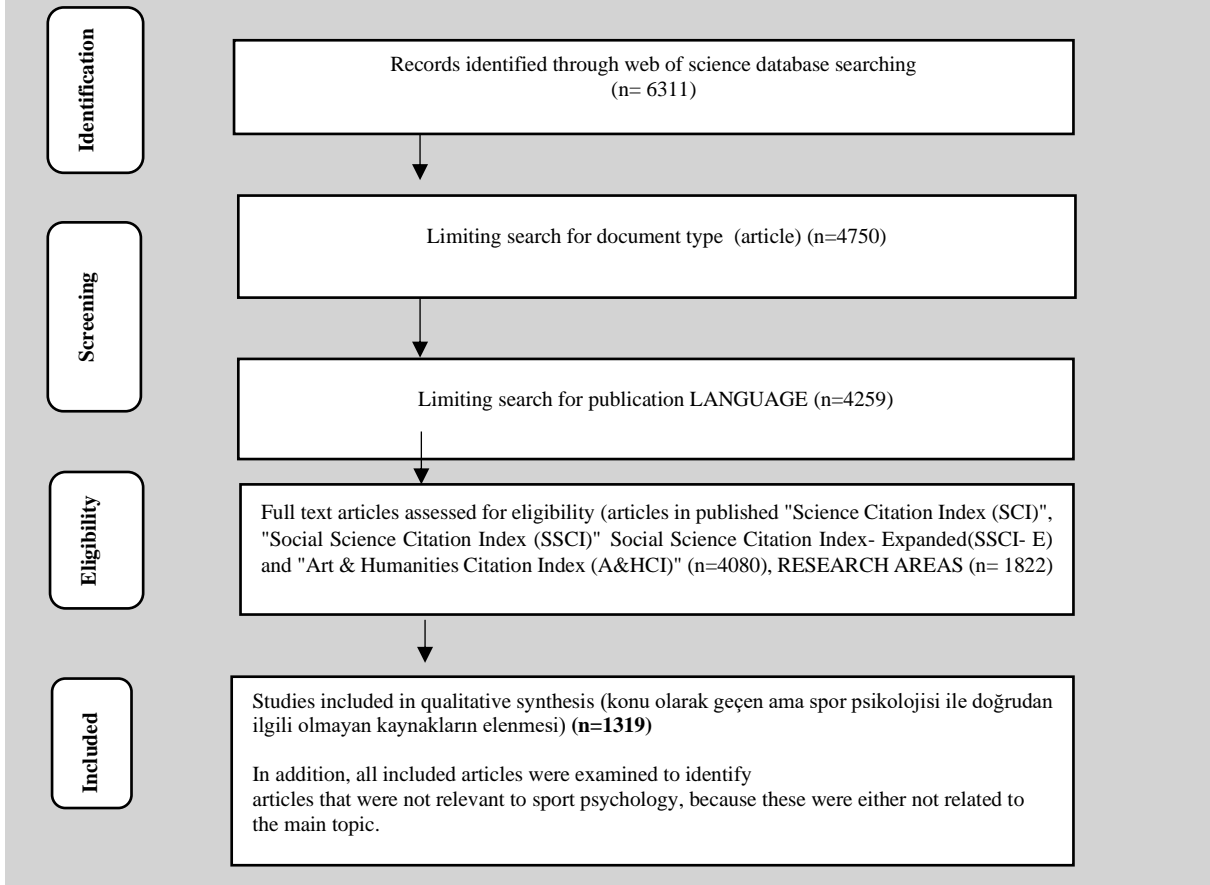 Identification
Records identified through web of science database searching
(n= 6311)
Screening
Limiting search for document type (article) (n=4750)
Limiting search for publication LANGUAGE (n=4259)
Eligibility
Full text articles assessed for eligibility (articles in published "Science Citation Index (SCI)",
"Social Science Citation Index (SSCI)" Social Science Citation Index- Expanded(SSCI- E)
and "Art & Humanities Citation Index (A&HCI)" (n=4080), RESEARCH AREAS (n= 1822)
Included
Studies included in qualitative synthesis (konu olarak geçen ama spor psikolojisi ile doğrudan
ilgili olmayan kaynakların elenmesi) (n=1319)
In addition, all included articles were examined to identify
articles that were not relevant to sport psychology, because these were either not related to
the main topic.